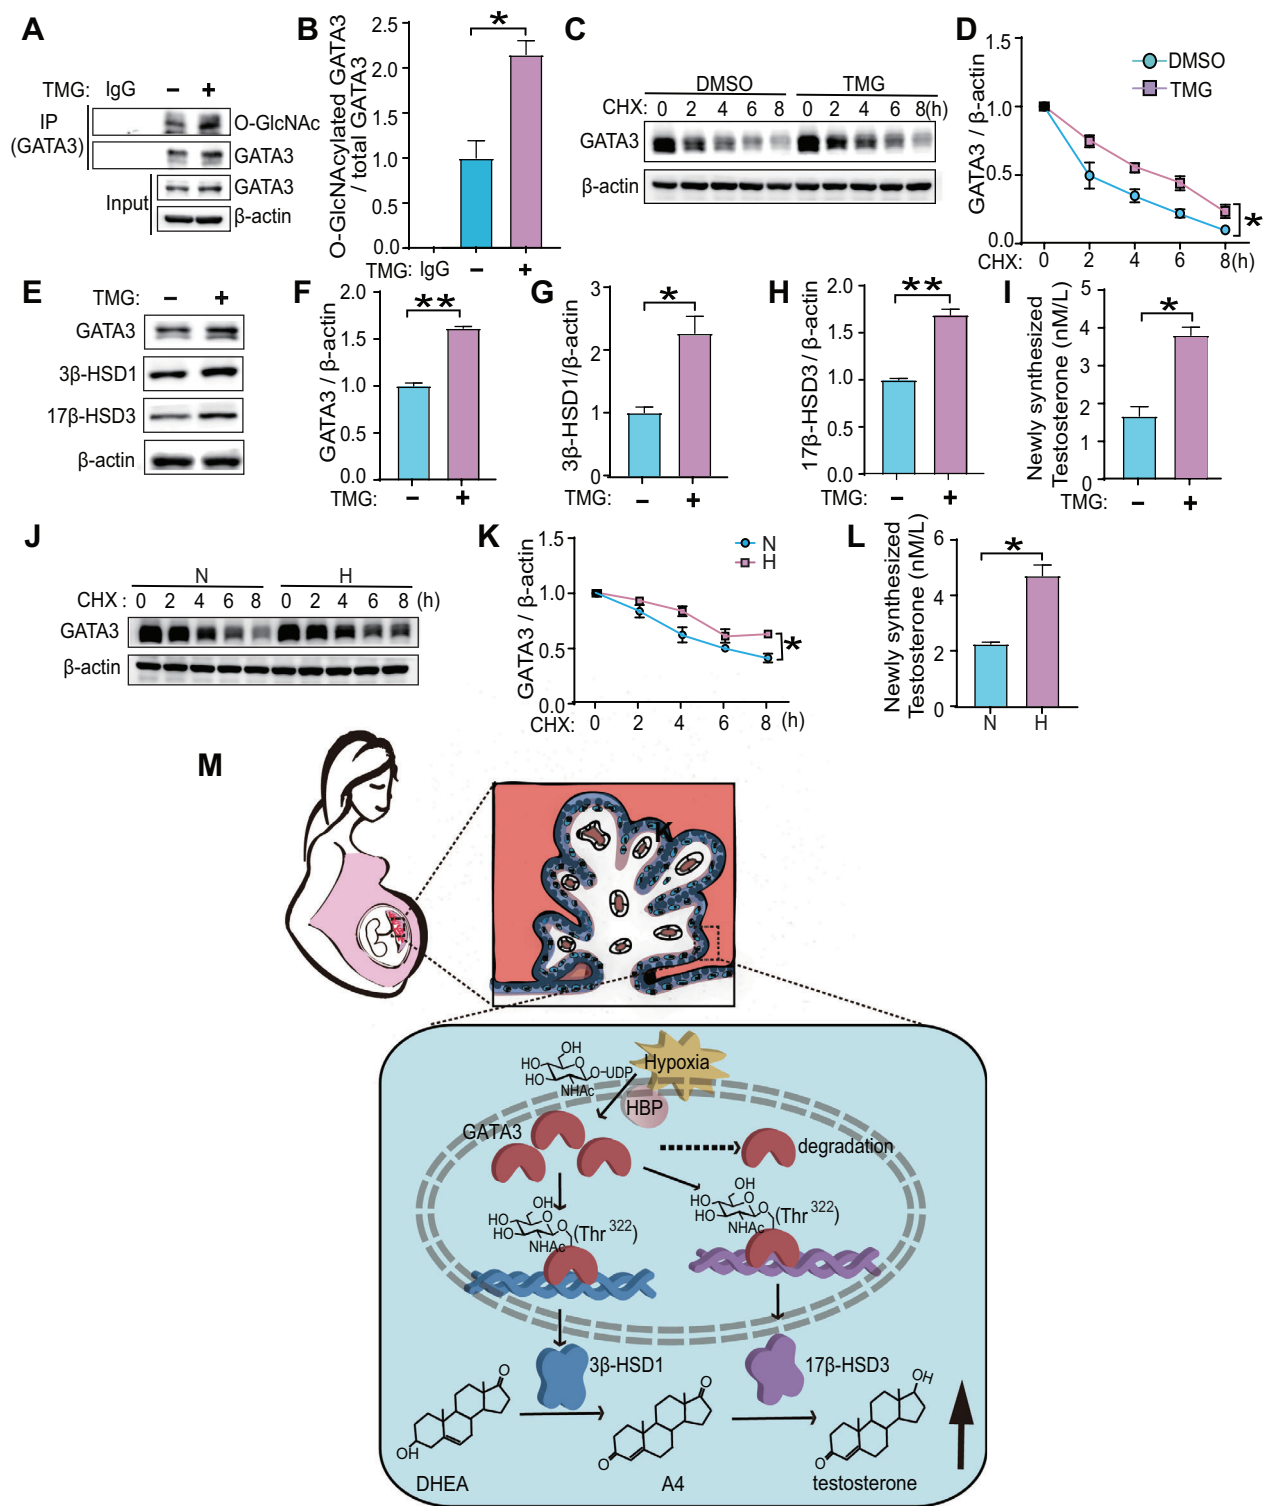 A
TMG: IgG − +
IP
(GATA3)
O-GlcNAc
GATA3
Input
GATA3
β-actin
B
O-GlcNAcylated GATA3
/ total GATA3
2.5
2.0
1.5
1.0
0.5
0.0
*
TMG: IgG − +
C
DMSO TMG
CHX: 0 2 4 6 8 0 2 4 6 8 (h)
GATA3
β-actin
D
GATA3 / β-actin
1.5
1.0
0.5
0.0
DMSO
TMG
*
CHX: 0 2 4 6 8 (h)
E
TMG: − +
GATA3
3β-HSD1
17β-HSD3
β-actin
F
GATA3 / β-actin
2.0
1.5
1.0
0.5
0.0
**
TMG: − +
G
3β-HSD1/β-actin
3
2
1
0
*
TMG: − +
H
17β-HSD3 / β-actin
2.0
1.5
1.0
0.5
0.0
**
TMG: − +
I
Newly synthesized
Testosterone (nM/L)
5
4
3
2
1
0
*
TMG: − +
J
N H
CHX : 0 2 4 6 8 0 2 4 6 8 (h)
GATA3
β-actin
K
GATA3 / β-actin
1.5
1.0
0.5
0.0
N
H
*
CHX: 0 2 4 6 8 (h)
L
Newly synthesized
Testosterone (nM/L)
6
4
2
0
*
N H
M
K
OH
HO
HO
O
NHAc
O-UDP
Hypoxia
HBP
GATA3
degradation
OH
HO
HO
O
NHAc
O
(Thr 322)
OH
HO
HO
O
NHAc
O
(Thr 322)
3β-HSD1
17β-HSD3
O
OH
DHEA
O
O
A4
OH
O
testosterone